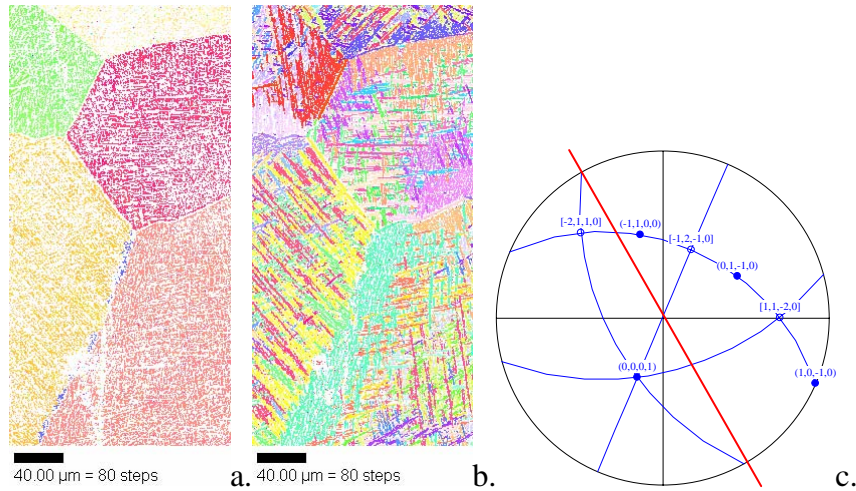 [-2,1,1,0]
(-1,1,0,0)
[-1,2,-1,0]
(0,1,-1,0)
[1,1,-2,0]
(0,0,0,1)
(1,0,-1,0)
40.00 µm = 80 steps
a.
40.00 µm = 80 steps
b.
c.